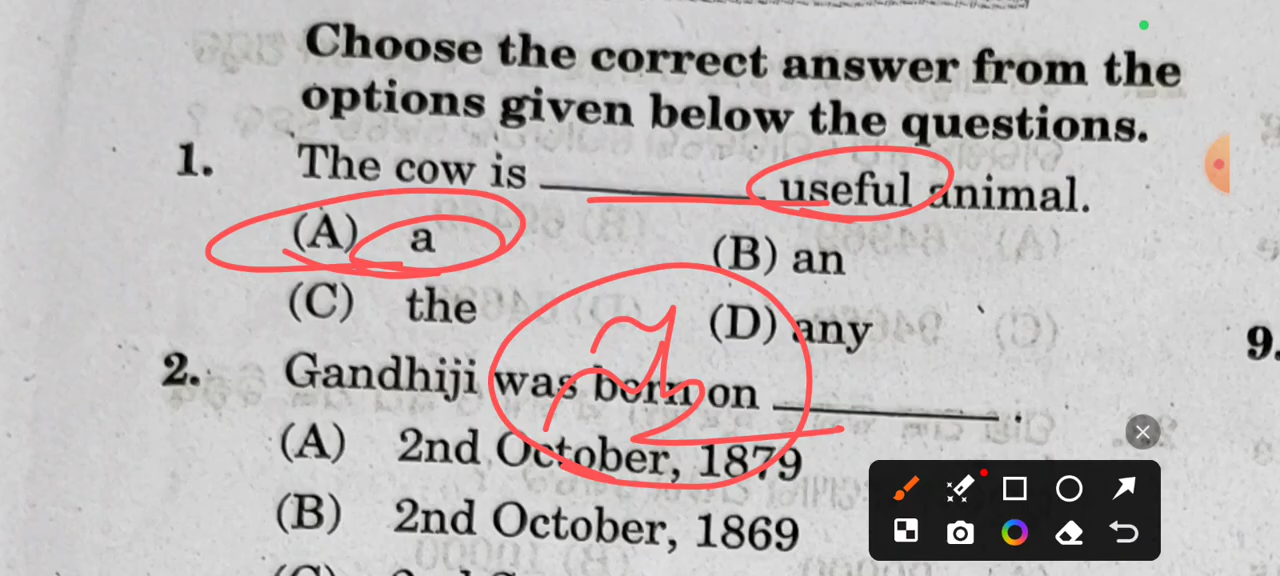 Choose the correct answer from the
options given below the questions.
1. The cow is ________ useful animal.
(A) a (B) an
(C) the (D) any
2. Gandhiji was born on ________ .
9.
(A) 2nd October, 1879
(B) 2nd October, 1869